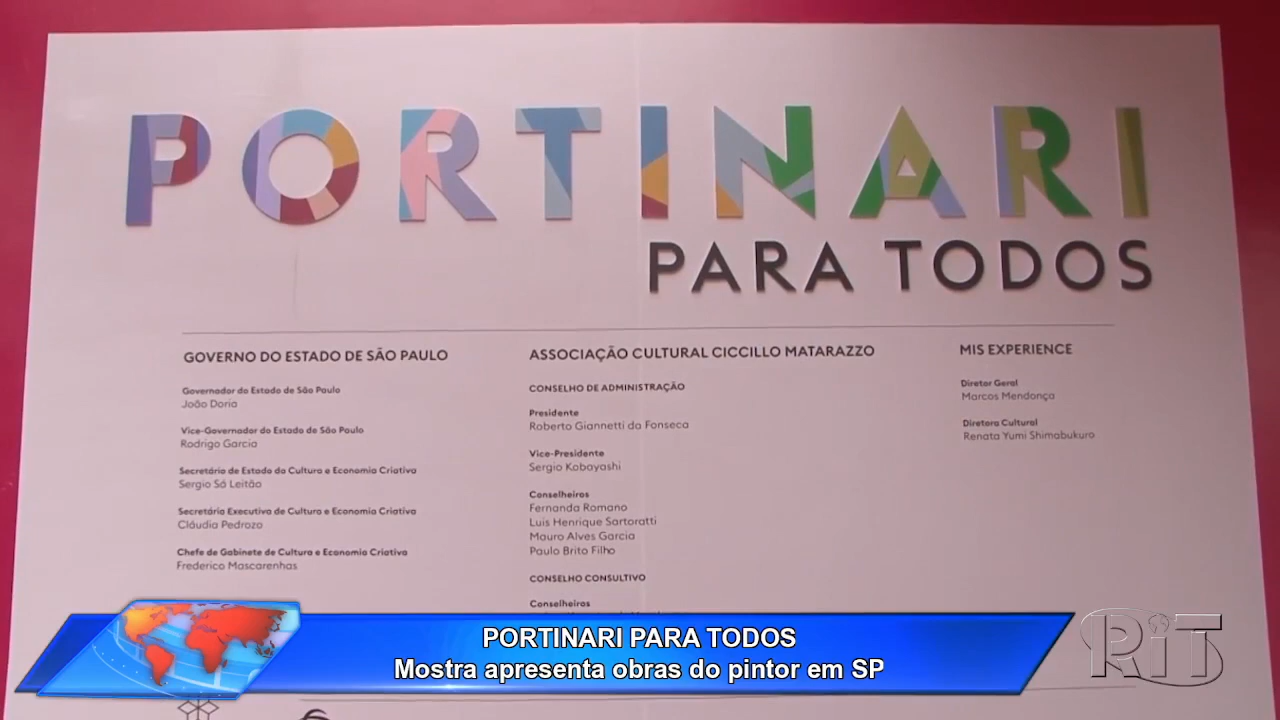 PORTINARI
PARA TODOS
GOVERNO DO ESTADO DE SÃO PAULO
Governador do Estado de São Paulo
João Doria
Vice-Governador do Estado de São Paulo
Rodrigo Garcia
Secretário de Estado da Cultura e Economia Criativa
Sergio Sá Leitão
Secretária Executiva de Cultura e Economia Criativa
Cláudia Pedrozo
Chefe de Gabinete de Cultura e Economia Criativa
Frederico Mascarenhas
ASSOCIAÇÃO CULTURAL CICCILLO MATARAZZO
CONSELHO DE ADMINISTRAÇÃO
Presidente
Roberto Giannetti da Fonseca
Vice-Presidente
Sergio Kobayashi
Conselheiros
Fernanda Romano
Luis Henrique Sartoratti
Mauro Alves Garcia
Paulo Brito Filho
CONSELHO CONSULTIVO
Conselheiros
MIS EXPERIENCE
Diretor Geral
Marcos Mendonça
Diretora Cultural
Renata Yumi Shimabukuro
PORTINARI PARA TODOS
Mostra apresenta obras do pintor em SP
RiT